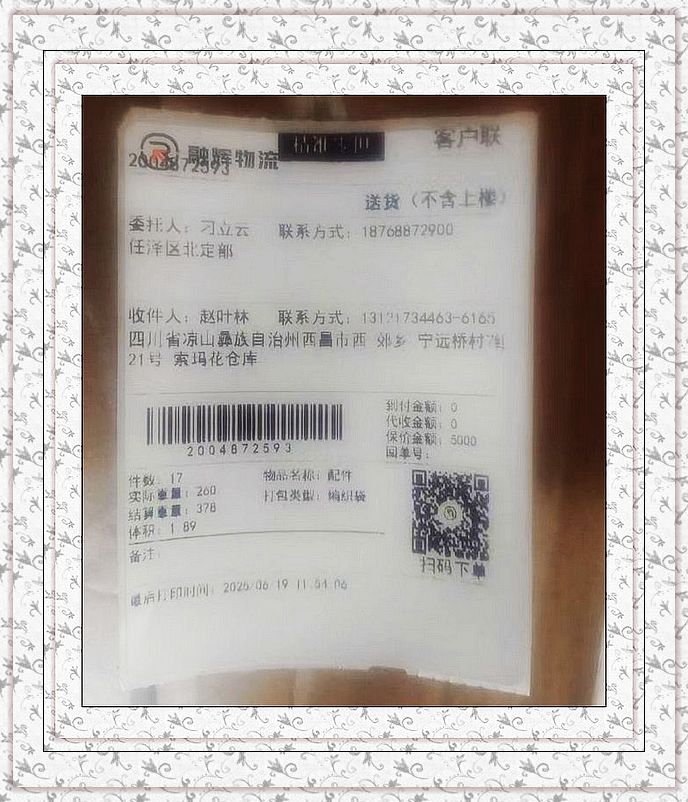 融辉物流
客户联
2004872593
送货（不含上楼）
委托人：刁立云 联系方式：18768872900
任泽区北定部
收件人：赵叶林 联系方式：13121734463-6165
四川省凉山彝族自治州西昌市西 郊乡 宁远桥村
21号 索玛花仓库
2004872593
到付金额：0
代收金额：0
保价金额：5000
回单号：
件数：17 物品名称：配件
实际重量：260 打包类型：编织袋
结算重量：378
体积：1.89
备注：
扫码下单
最后打印时间：2025/06/19 11:54:06